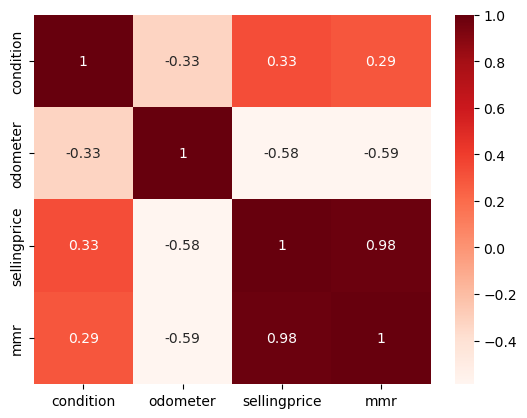 condition 1 -0.33 0.33 0.29
odometer -0.33 1 -0.58 -0.59
sellingprice 0.33 -0.58 1 0.98
mmr 0.29 -0.59 0.98 1
condition odometer sellingprice mmr
1.0
0.8
0.6
0.4
0.2
0.0
−0.2
−0.4